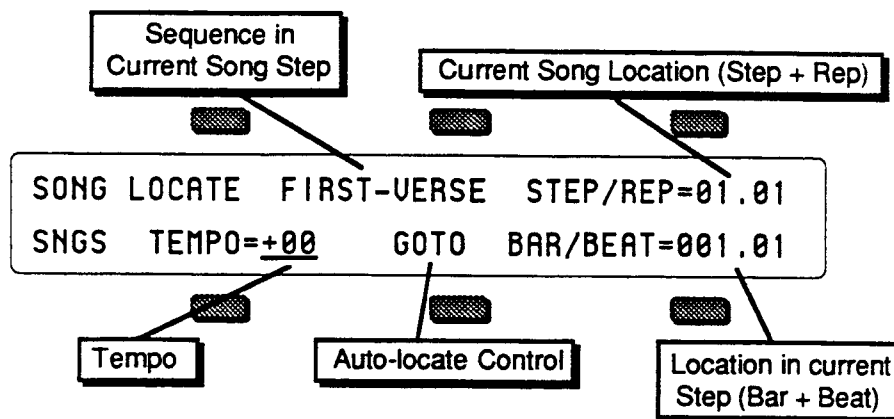 Sequence in
Current Song Step
Current Song Location (Step + Rep)
SONG LOCATE FIRST-VERSE STEP/REP=01.01
SNGS TEMPO=+00 GOTO BAR/BEAT=001.01
Tempo
Auto-locate Control
Location in current
Step (Bar + Beat)